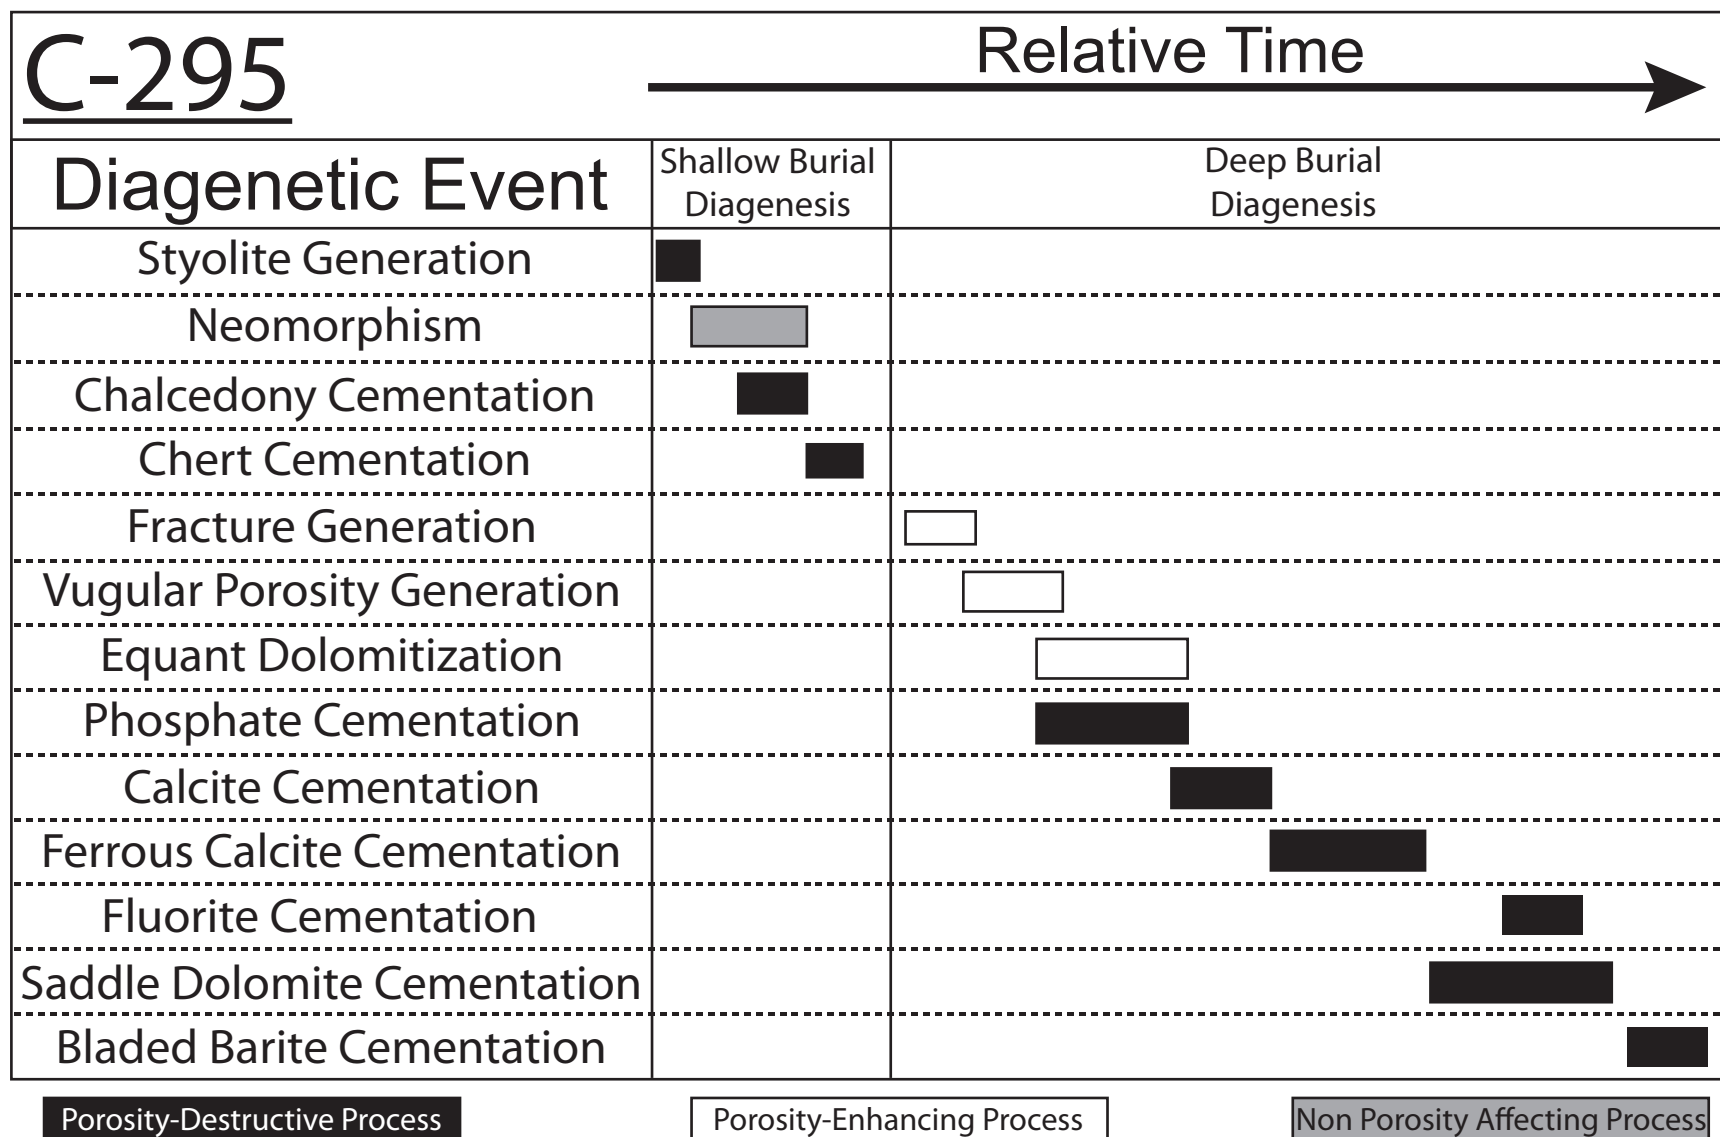 C-295
Relative Time
Diagenetic Event
Shallow Burial
Diagenesis
Deep Burial
Diagenesis
Styolite Generation
Neomorphism
Chalcedony Cementation
Chert Cementation
Fracture Generation
Vugular Porosity Generation
Equant Dolomitization
Phosphate Cementation
Calcite Cementation
Ferrous Calcite Cementation
Fluorite Cementation
Saddle Dolomite Cementation
Bladed Barite Cementation
Porosity-Destructive Process
Porosity-Enhancing Process
Non Porosity Affecting Process